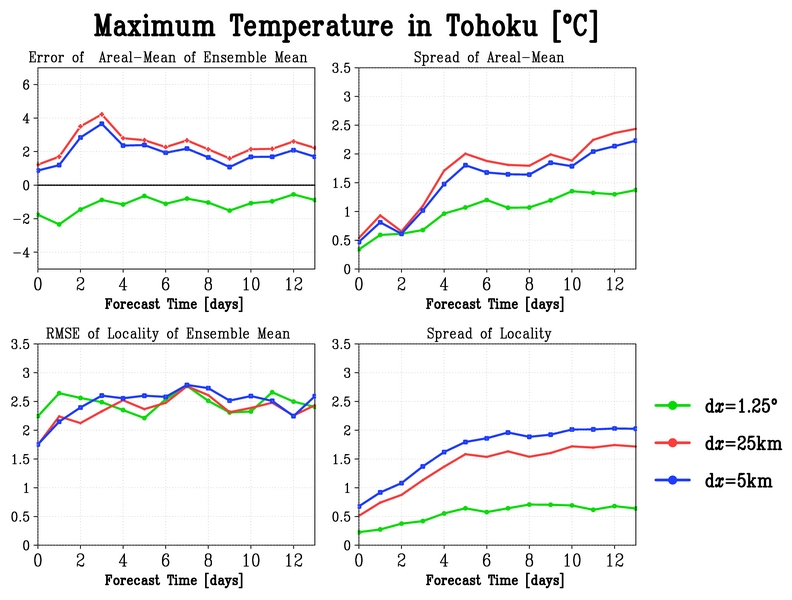 Maximum Temperature in Tohoku [°C]
Error of Areal-Mean of Ensemble Mean
6
4
2
0
−2
−4
0 2 4 6 8 10 12
Forecast Time [days]
Spread of Areal-Mean
3.5
3
2.5
2
1.5
1
0.5
0
0 2 4 6 8 10 12
Forecast Time [days]
RMSE of Locality of Ensemble Mean
3.5
3
2.5
2
1.5
1
0.5
0
0 2 4 6 8 10 12
Forecast Time [days]
Spread of Locality
3.5
3
2.5
2
1.5
1
0.5
0
0 2 4 6 8 10 12
Forecast Time [days]
dx=1.25°
dx=25km
dx=5km